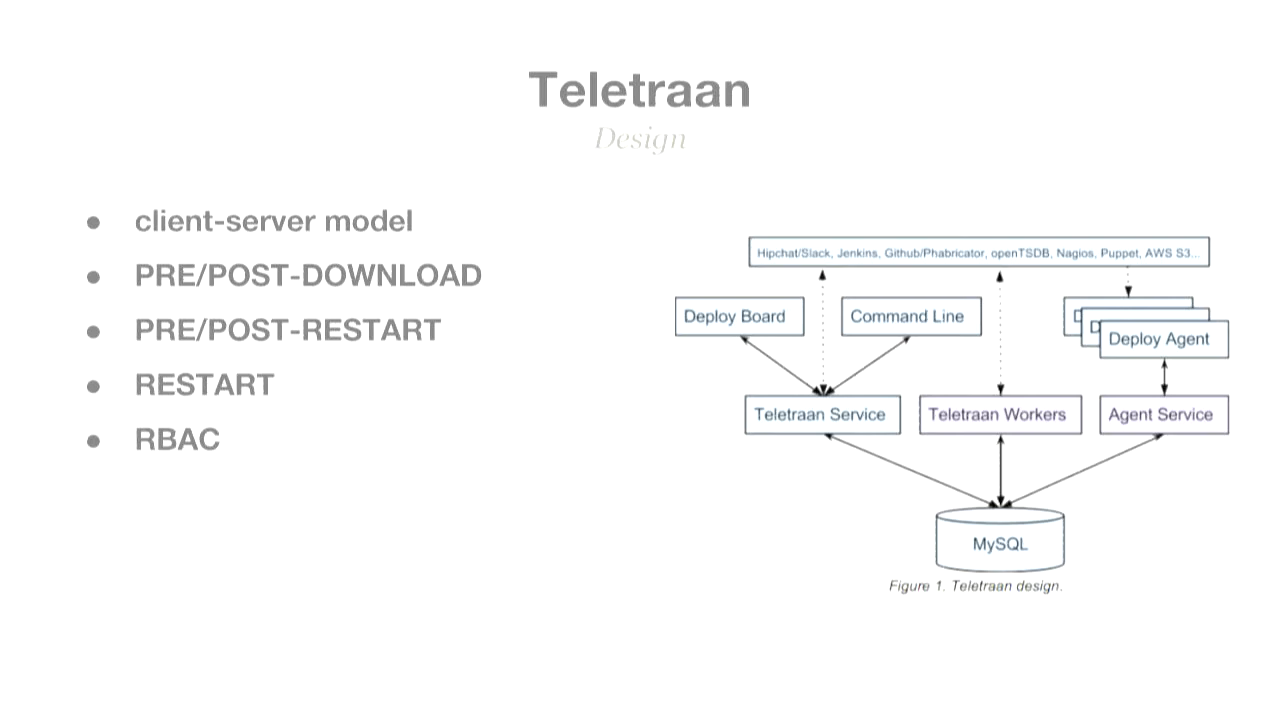 Teletraan
Design
● client-server model
● PRE/POST-DOWNLOAD
● PRE/POST-RESTART
● RESTART
● RBAC
Hipchat/Slack, Jenkins, Github/Phabricator, openTSDB, Nagios, Puppet, AWS S3...
Deploy Board
Command Line
D
D
Deploy Agent
Teletraan Service
Teletraan Workers
Agent Service
MySQL
Figure 1. Teletraan design.